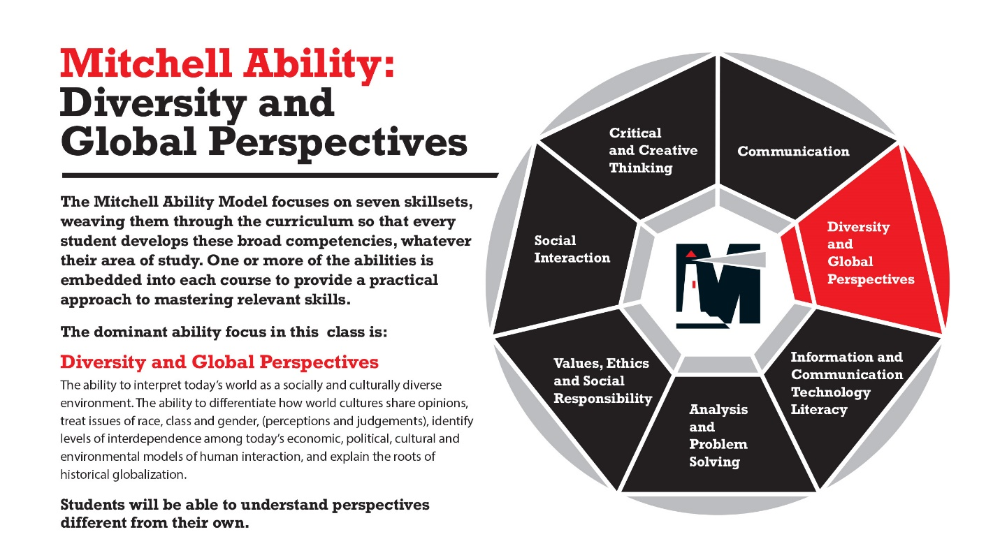 Mitchell Ability:
Diversity and
Global Perspectives
The Mitchell Ability Model focuses on seven skillsets,
weaving them through the curriculum so that every
student develops these broad competencies, whatever
their area of study. One or more of the abilities is
embedded into each course to provide a practical
approach to mastering relevant skills.
The dominant ability focus in this class is:
Diversity and Global Perspectives
The ability to interpret today's world as a socially and culturally diverse
environment. The ability to differentiate how world cultures share opinions,
treat issues of race, class and gender, (perceptions and judgements), identify
levels of interdependence among today's economic, political, cultural and
environmental models of human interaction, and explain the roots of
historical globalization.
Students will be able to understand perspectives
different from their own.
Critical
and Creative
Thinking
Communication
Diversity
and
Global
Perspectives
Information and
Communication
Technology
Literacy
Analysis
and
Problem
Solving
Values, Ethics
and Social
Responsibility
Social
Interaction
M